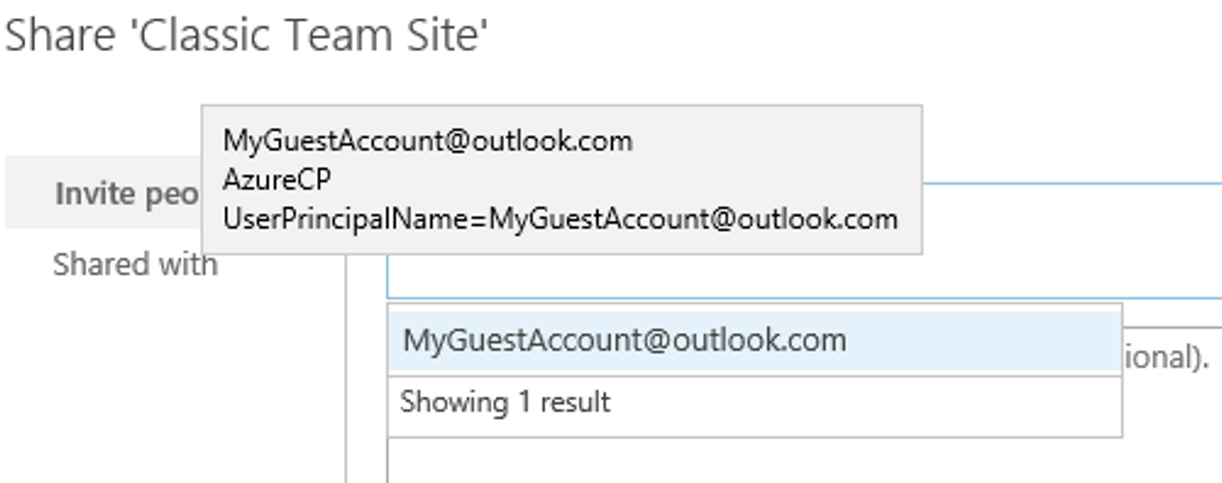 Share 'Classic Team Site'
MyGuestAccount@outlook.com
AzureCP
UserPrincipalName=MyGuestAccount@outlook.com
Invite peo
Shared with
MyGuestAccount@outlook.com
ional).
Showing 1 result